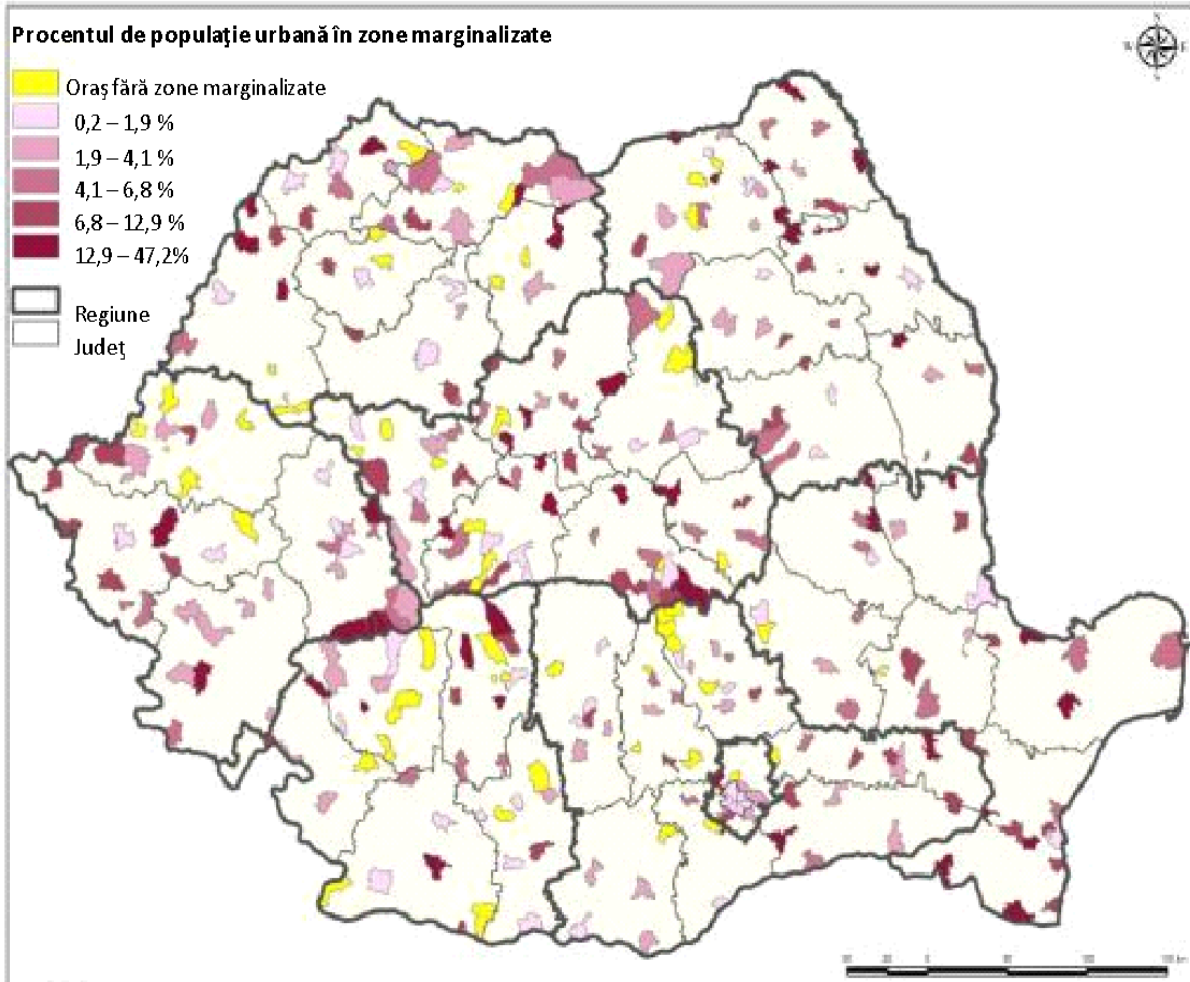 Procentul de populaţie urbană în zone marginalizate
Oraş fără zone marginalizate
0,2 – 1,9 %
1,9 – 4,1 %
4,1 – 6,8 %
6,8 – 12,9 %
12,9 – 47,2%
Regiune
Judeţ